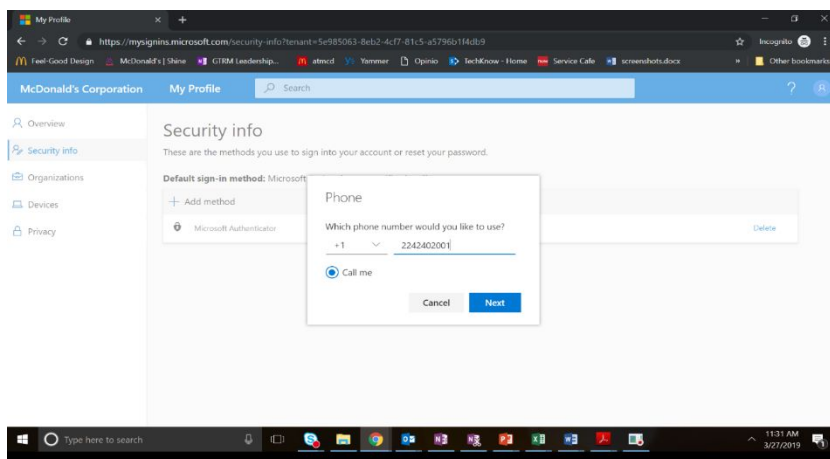 My Profile
https://mysignins.microsoft.com/security-info?tenant=5e985063-8eb2-4cf7-81c5-a5796b1f4db9
Incognito
Feel-Good Design
McDonald's | Shine
GTRM Leadership...
atmcd
Yammer
Opinio
TechKnow - Home
Service Cafe
screenshots.docx
»
Other bookmarks
McDonald's Corporation
My Profile
Search
?
R
Overview
Security info
Organizations
Devices
Privacy
Security info
These are the methods you use to sign into your account or reset your password.
Default sign-in method: Microsoft
+ Add method
Microsoft Authenticator
Delete
Phone
Which phone number would you like to use?
+1
2242402001
Call me
Cancel
Next
Type here to search
11:31 AM
3/27/2019